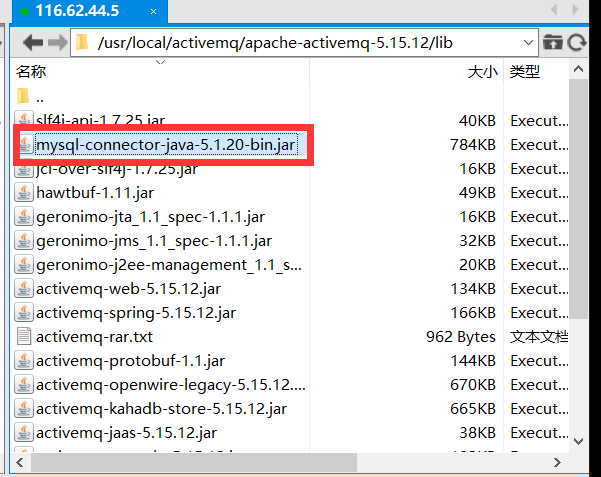 116.62.44.5 ×
/usr/local/activemq/apache-activemq-5.15.12/lib
名称 大小 类型
..
slf4j-api-1.7.25.jar 40KB Execut...
mysql-connector-java-5.1.20-bin.jar 784KB Execut...
jcl-over-slf4j-1.7.25.jar 16KB Execut...
hawtbuf-1.11.jar 49KB Execut...
geronimo-jta_1.1_spec-1.1.1.jar 16KB Execut...
geronimo-jms_1.1_spec-1.1.1.jar 32KB Execut...
geronimo-j2ee-management_1.1_s... 20KB Execut...
activemq-web-5.15.12.jar 134KB Execut...
activemq-spring-5.15.12.jar 166KB Execut...
activemq-rar.txt 962 Bytes 文本文档
activemq-protobuf-1.1.jar 144KB Execut...
activemq-openwire-legacy-5.15.12.... 670KB Execut...
activemq-kahadb-store-5.15.12.jar 665KB Execut...
activemq-jaas-5.15.12.jar 38KB Execut...